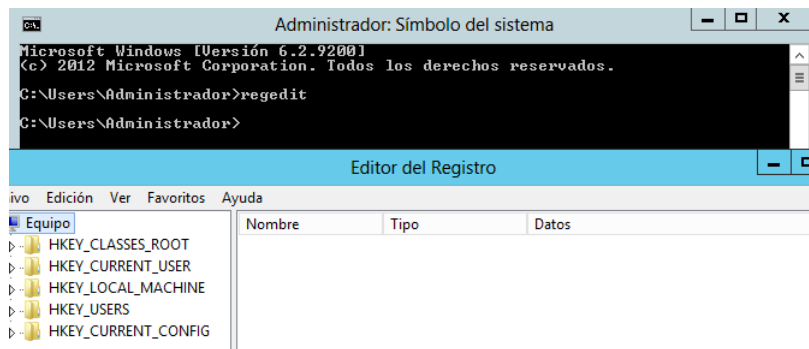 Administrador: Símbolo del sistema
Microsoft Windows [Versión 6.2.9200]
(c) 2012 Microsoft Corporation. Todos los derechos reservados.
C:\Users\Administrador>regedit
C:\Users\Administrador>
Editor del Registro
ivo Edición Ver Favoritos Ayuda
Equipo Nombre Tipo Datos
HKEY_CLASSES_ROOT
HKEY_CURRENT_USER
HKEY_LOCAL_MACHINE
HKEY_USERS
HKEY_CURRENT_CONFIG